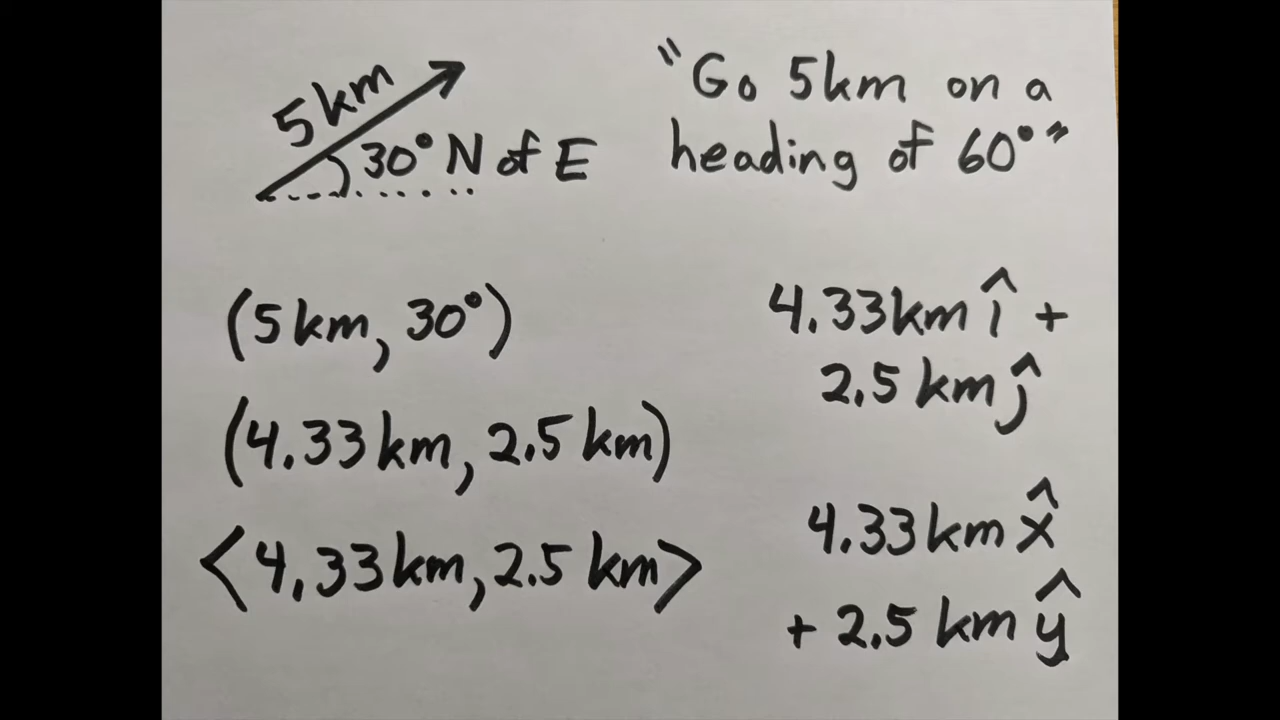 5km
30° N of E
"Go 5km on a
heading of 60°"
(5km, 30°)
(4.33km, 2.5km)
<4.33km, 2.5km>
4.33km î +
2.5 km ĵ
4.33km x̂
+ 2.5 km ŷ